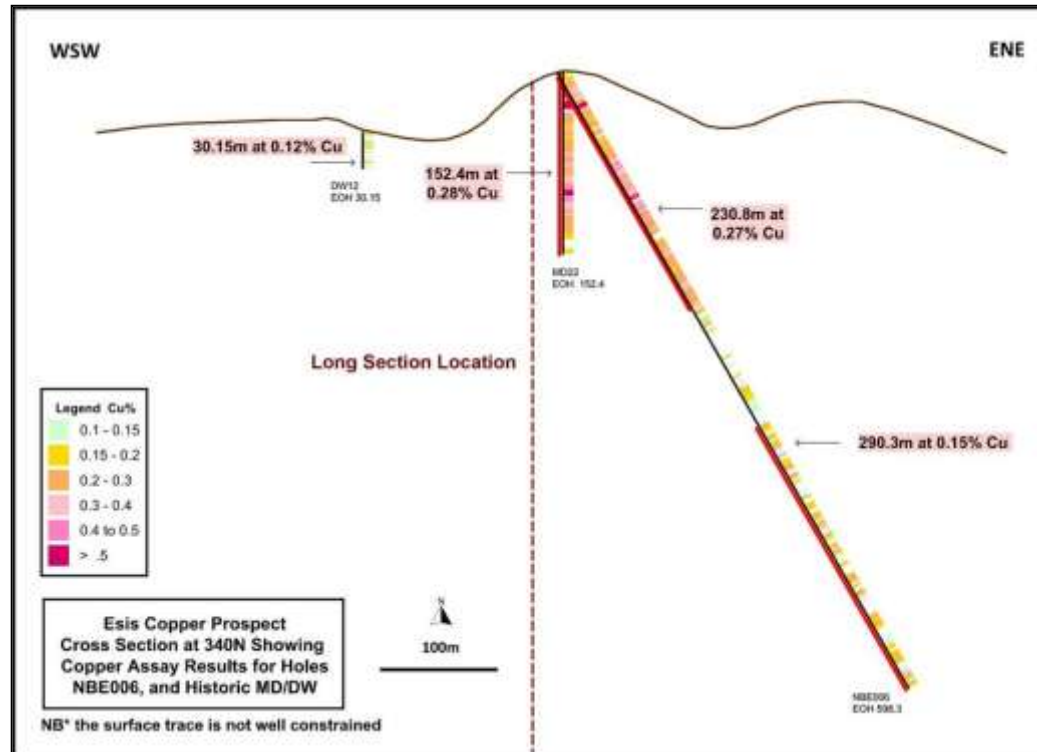 WSW
ENE
30.15m at 0.12% Cu
DW12
EOH 30.15
152.4m at
0.28% Cu
230.8m at
0.27% Cu
EOH 152.4
Long Section Location
290.3m at 0.15% Cu
Legend Cu%
0.1 - 0.15
0.15 - 0.2
0.2 - 0.3
0.3 - 0.4
0.4 to 0.5
> .5
Esis Copper Prospect
Cross Section at 340N Showing
Copper Assay Results for Holes
NBE006, and Historic MD/DW
N
100m
NBE006
EOH 598.3
NB* the surface trace is not well constrained